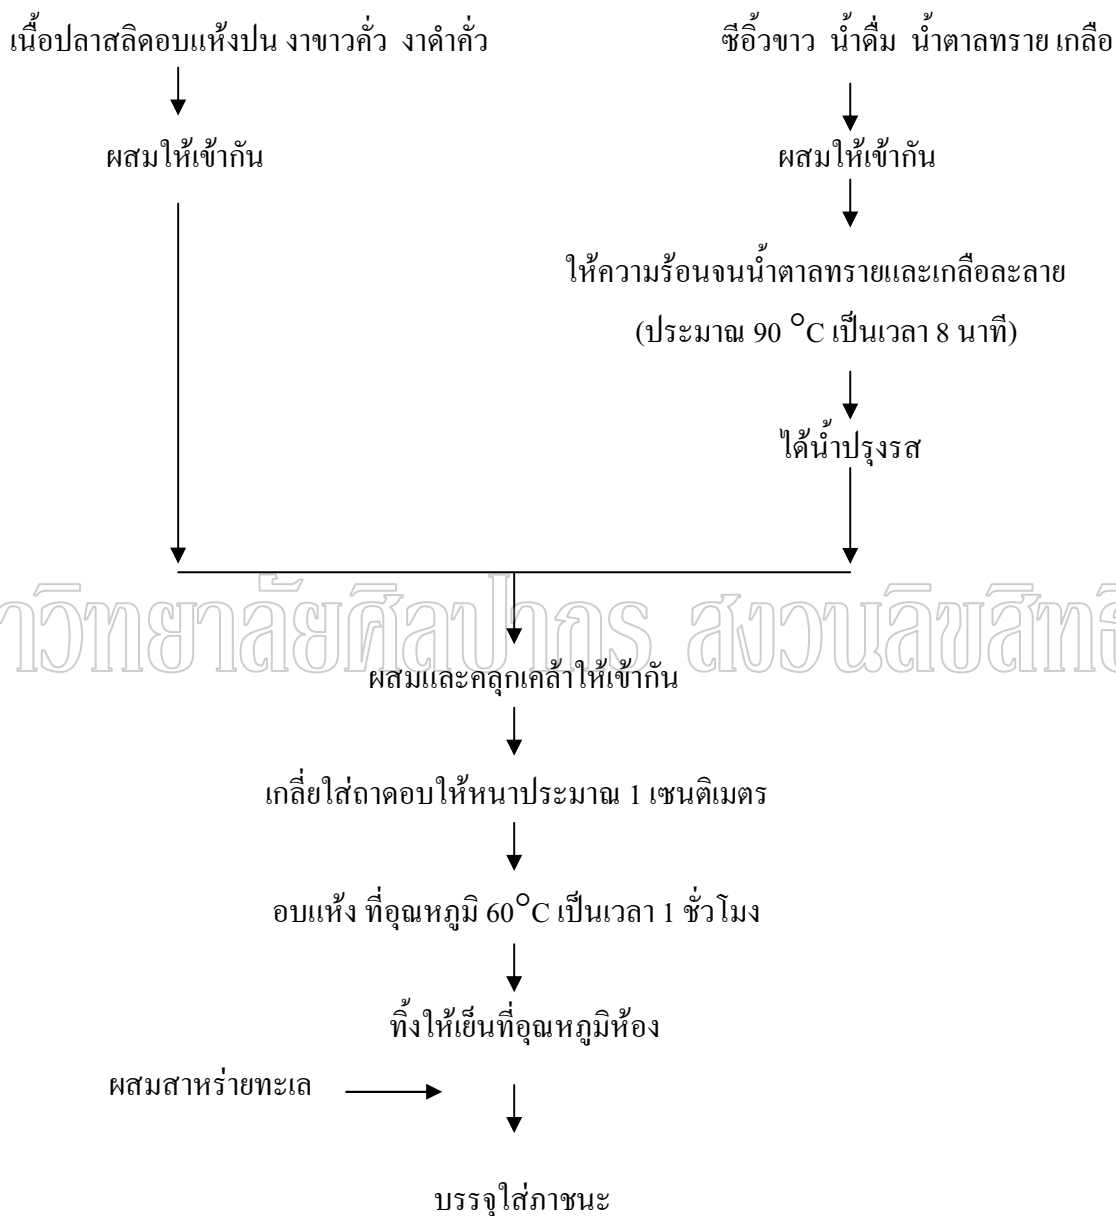 เนื้อปลาสลิดอบแห้งปน งาขาวคั่ว งาดำคั่ว
ซีอิ้วขาว น้ำดื่ม น้ำตาลทราย เกลือ
ผสมให้เข้ากัน
ผสมให้เข้ากัน
ให้ความร้อนจนน้ำตาลทรายและเกลือละลาย
(ประมาณ 90 °C เป็นเวลา 8 นาที)
ได้น้ำปรุงรส
าวิทยาลัยศิลปากร สงวนลิขสิทธิ
ผสมและคลุกเคล้าให้เข้ากัน
เกลี่ยใส่ถาดอบให้หนาประมาณ 1 เซนติเมตร
อบแห้ง ที่อุณหภูมิ 60°C เป็นเวลา 1 ชั่วโมง
ทิ้งให้เย็นที่อุณหภูมิห้อง
ผสมสาหร่ายทะเล
บรรจุใส่ภาชนะ